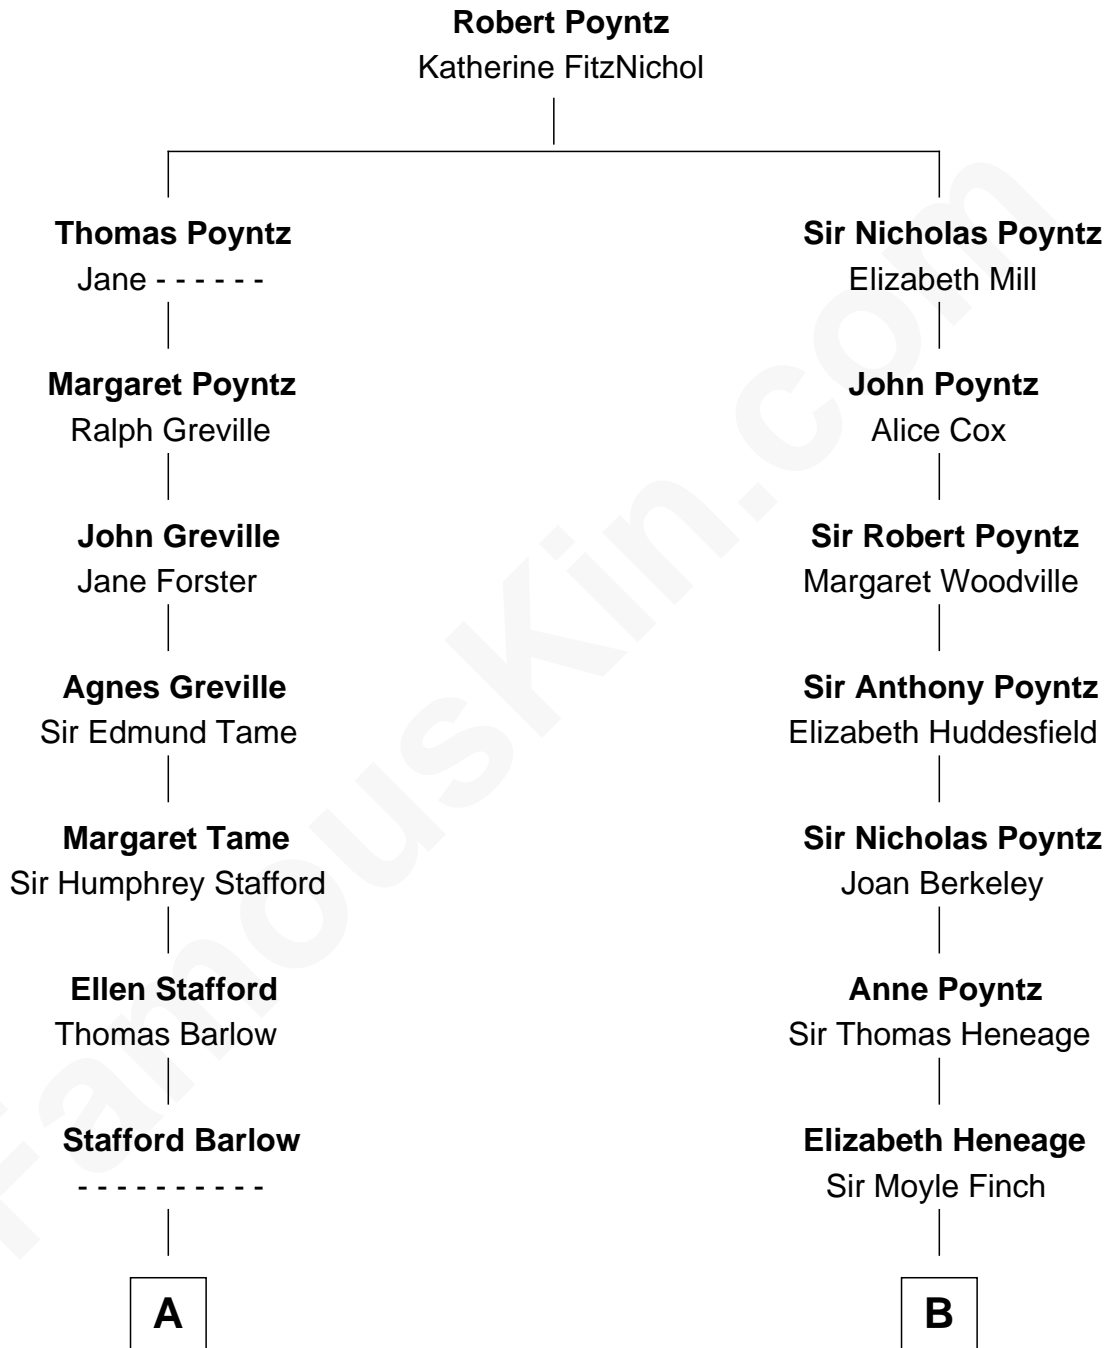 Robert Poyntz
Katherine FitzNichol
Thomas Poyntz
Jane - - - - - -
Sir Nicholas Poyntz
Elizabeth Mill
Margaret Poyntz
Ralph Greville
John Poyntz
Alice Cox
John Greville
Jane Forster
Sir Robert Poyntz
Margaret Woodville
Agnes Greville
Sir Edmund Tame
Sir Anthony Poyntz
Elizabeth Huddesfield
Margaret Tame
Sir Humphrey Stafford
Sir Nicholas Poyntz
Joan Berkeley
Ellen Stafford
Thomas Barlow
Anne Poyntz
Sir Thomas Heneage
Stafford Barlow
- - - - - - - - - -
Elizabeth Heneage
Sir Moyle Finch
A
B
FamousKin.com